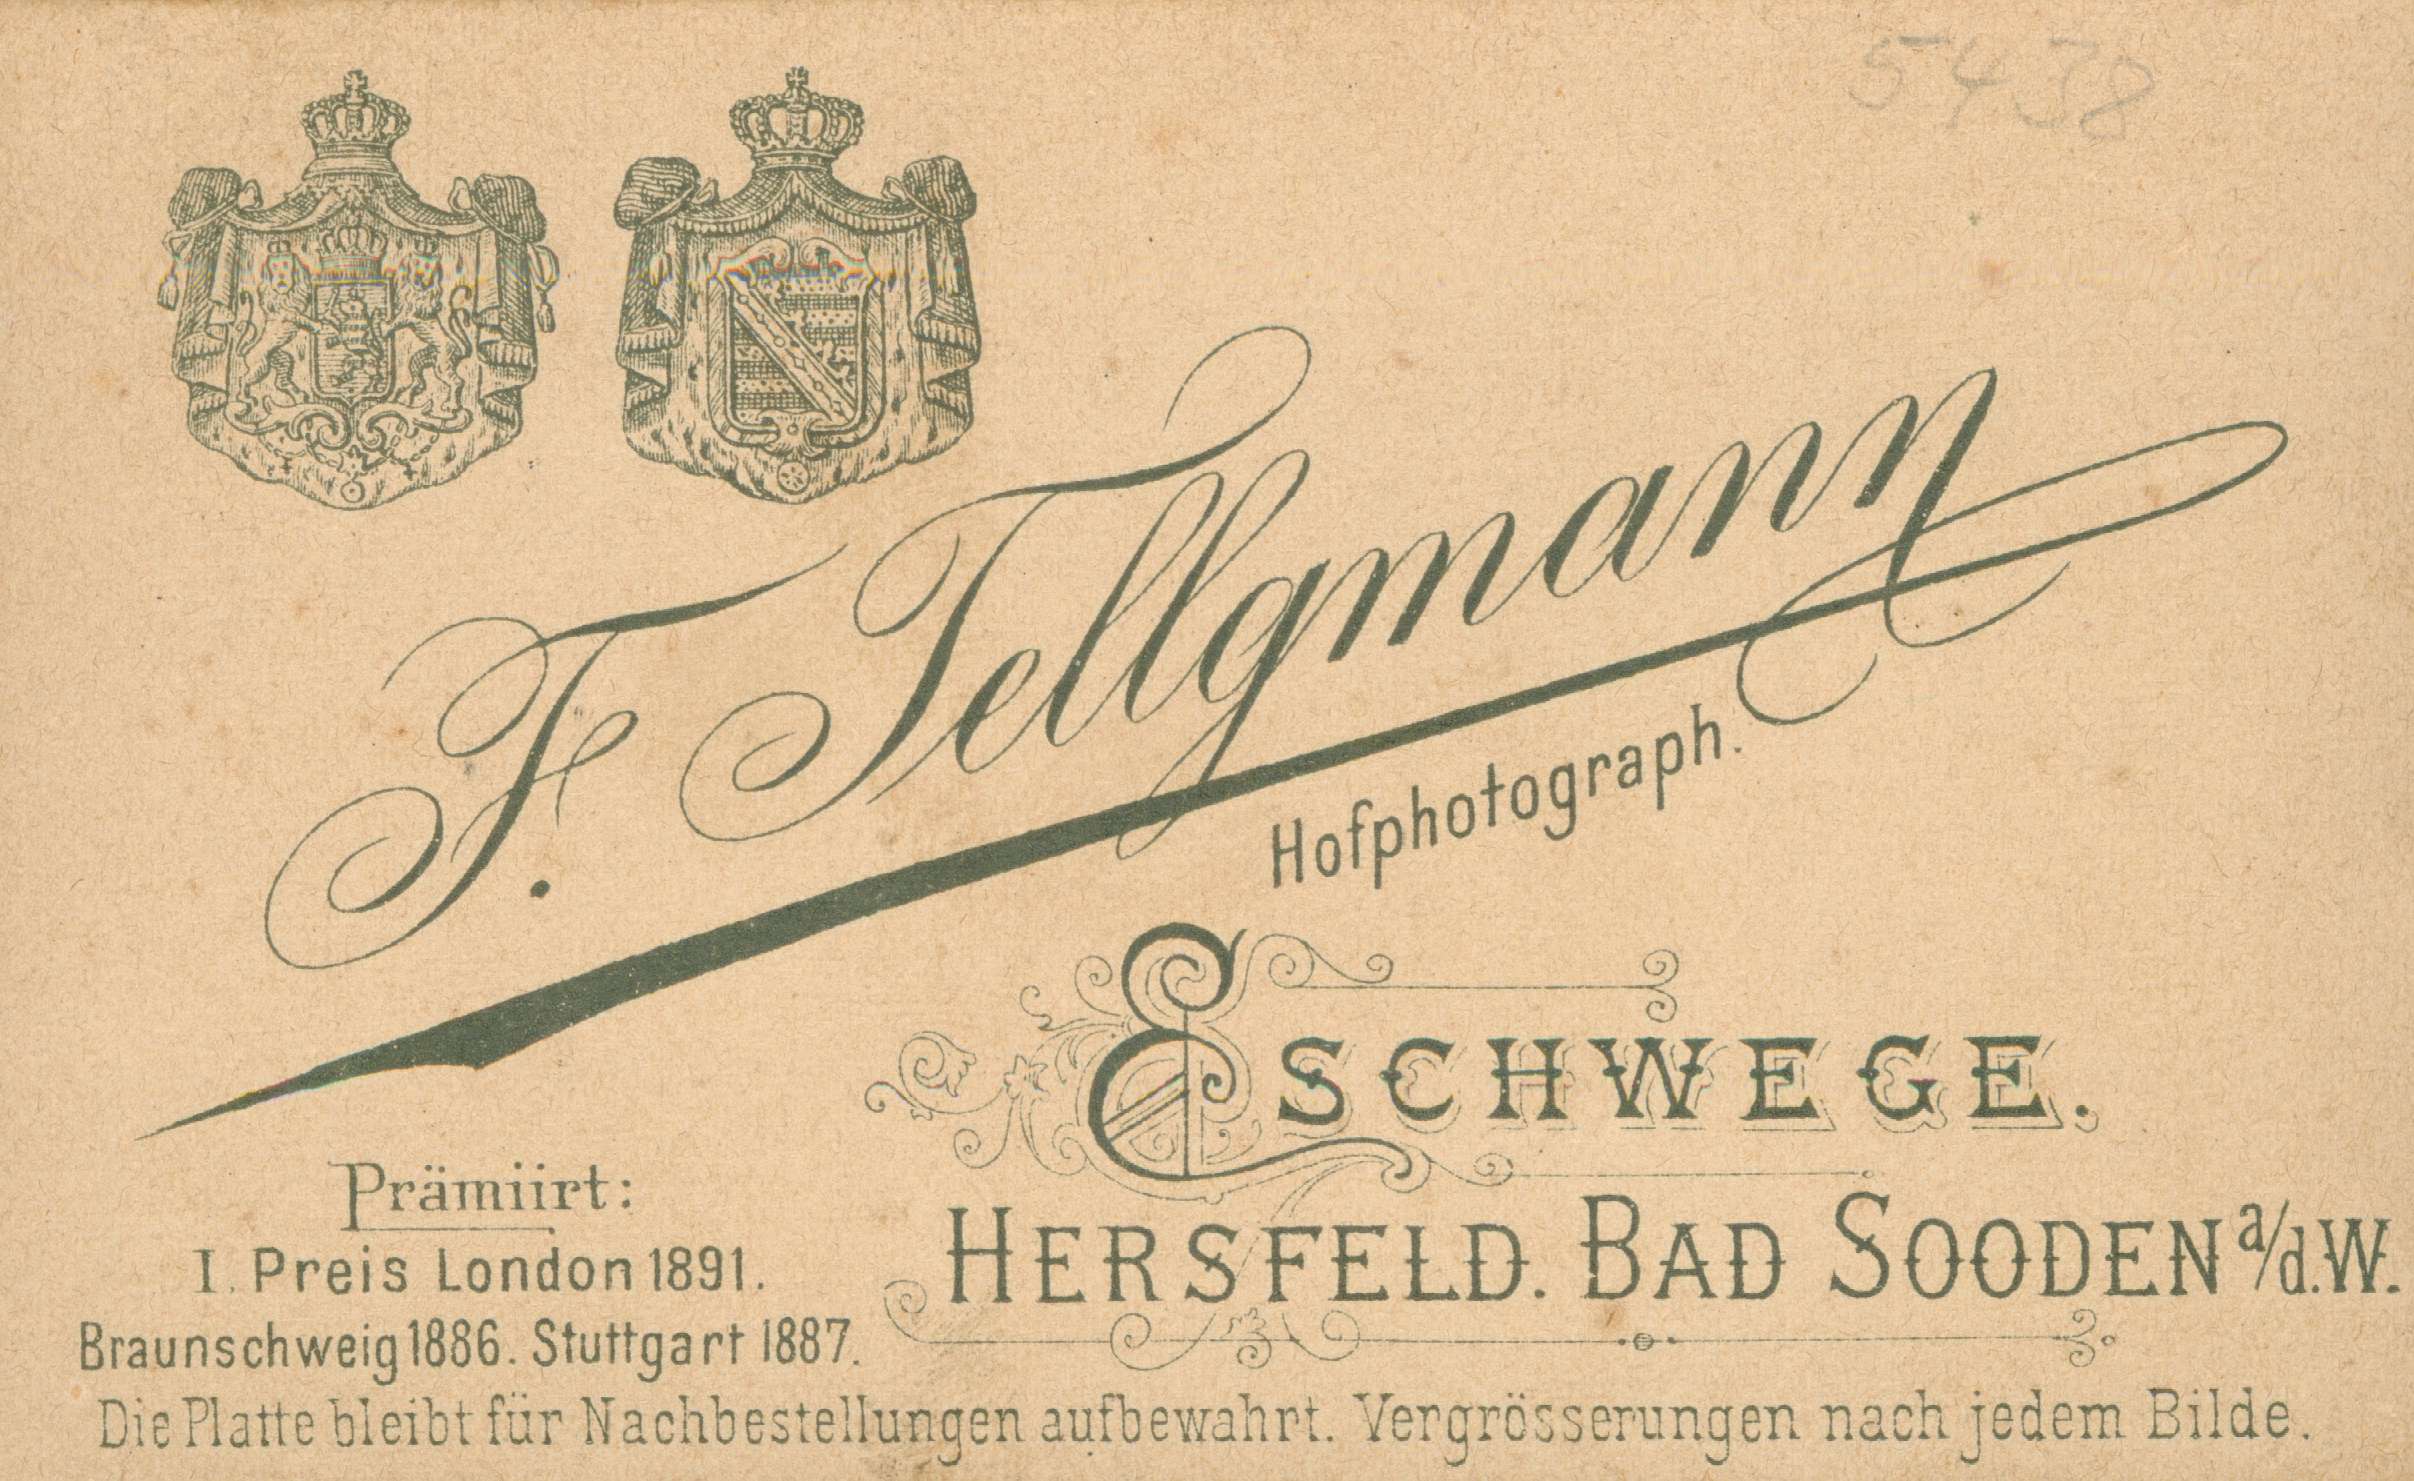 5438
F. Tellgmann
Hofphotograph.
ESCHWEGE.
HERSFELD. BAD SOODEN a/d.W.
Prämiirt:
I. Preis London 1891.
Braunschweig 1886. Stuttgart 1887.
Die Platte bleibt für Nachbestellungen aufbewahrt. Vergrösserungen nach jedem Bilde.